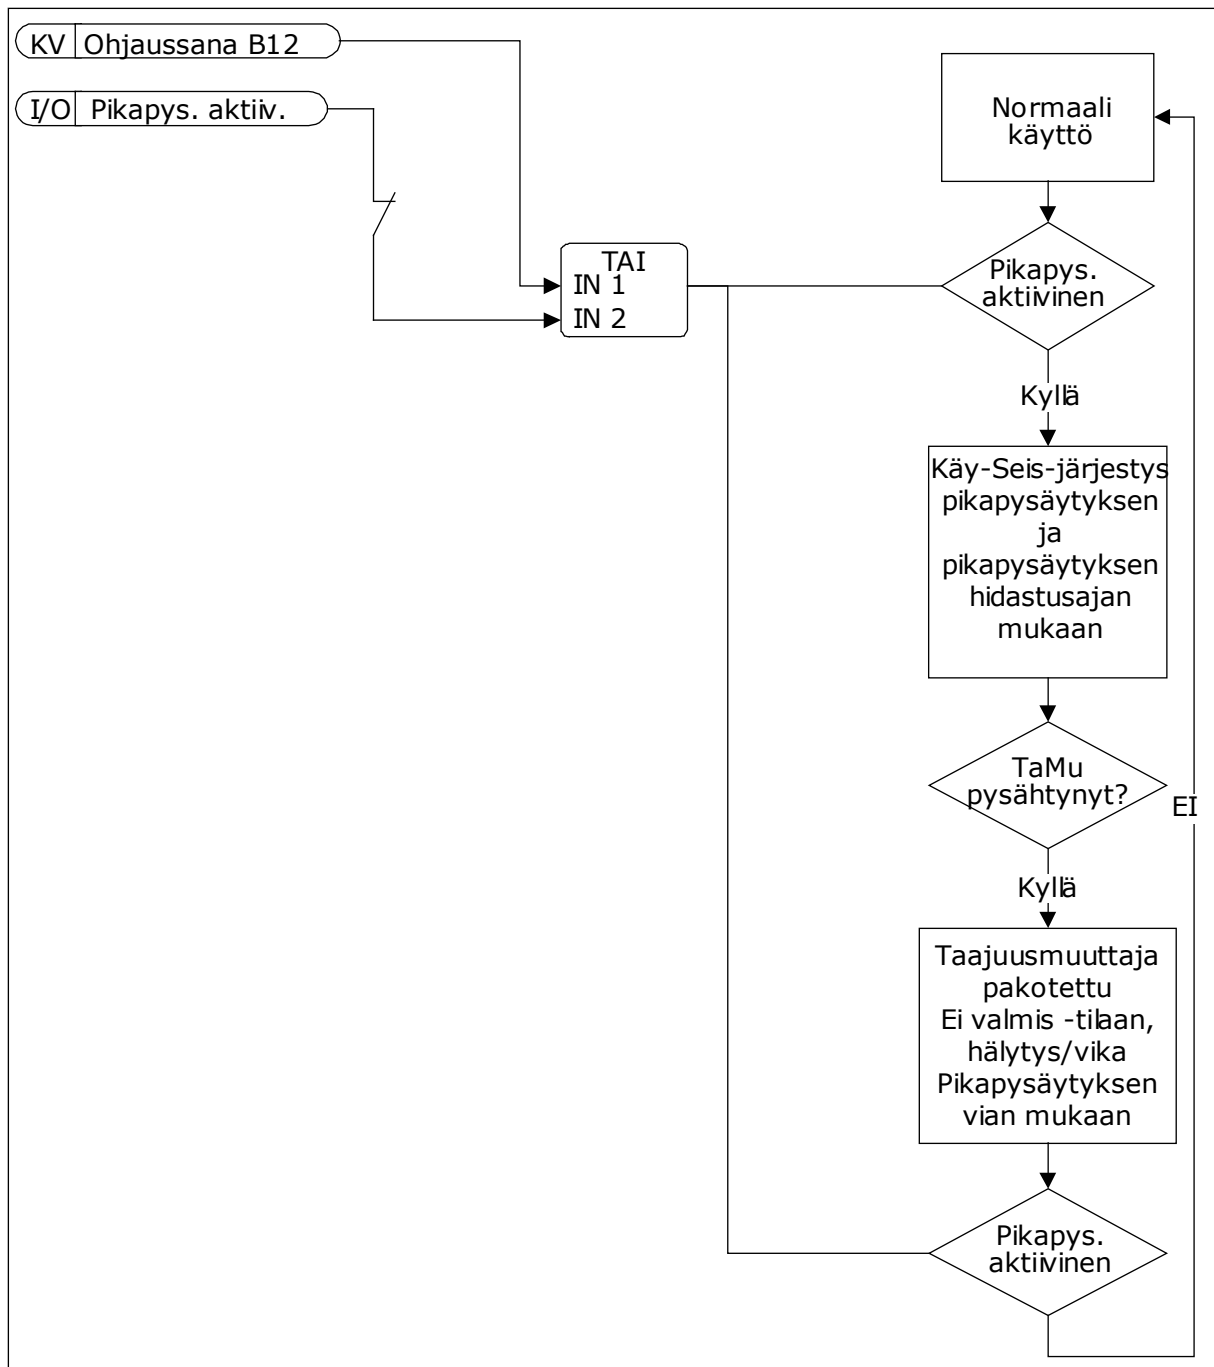 KV Ohjaussana B12
I/O Pikapys. aktiiv.
TAI
IN 1
IN 2
Normaali
käyttö
Pikapys.
aktiivinen
Kyllä
Käy-Seis-järjestys
pikapysäytyksen
ja
pikapysäytyksen
hidastusajan
mukaan
TaMu
pysähtynyt?
EI
Kyllä
Taajuusmuuttaja
pakotettu
Ei valmis -tilaan,
hälytys/vika
Pikapysäytyksen
vian mukaan
Pikapys.
aktiivinen